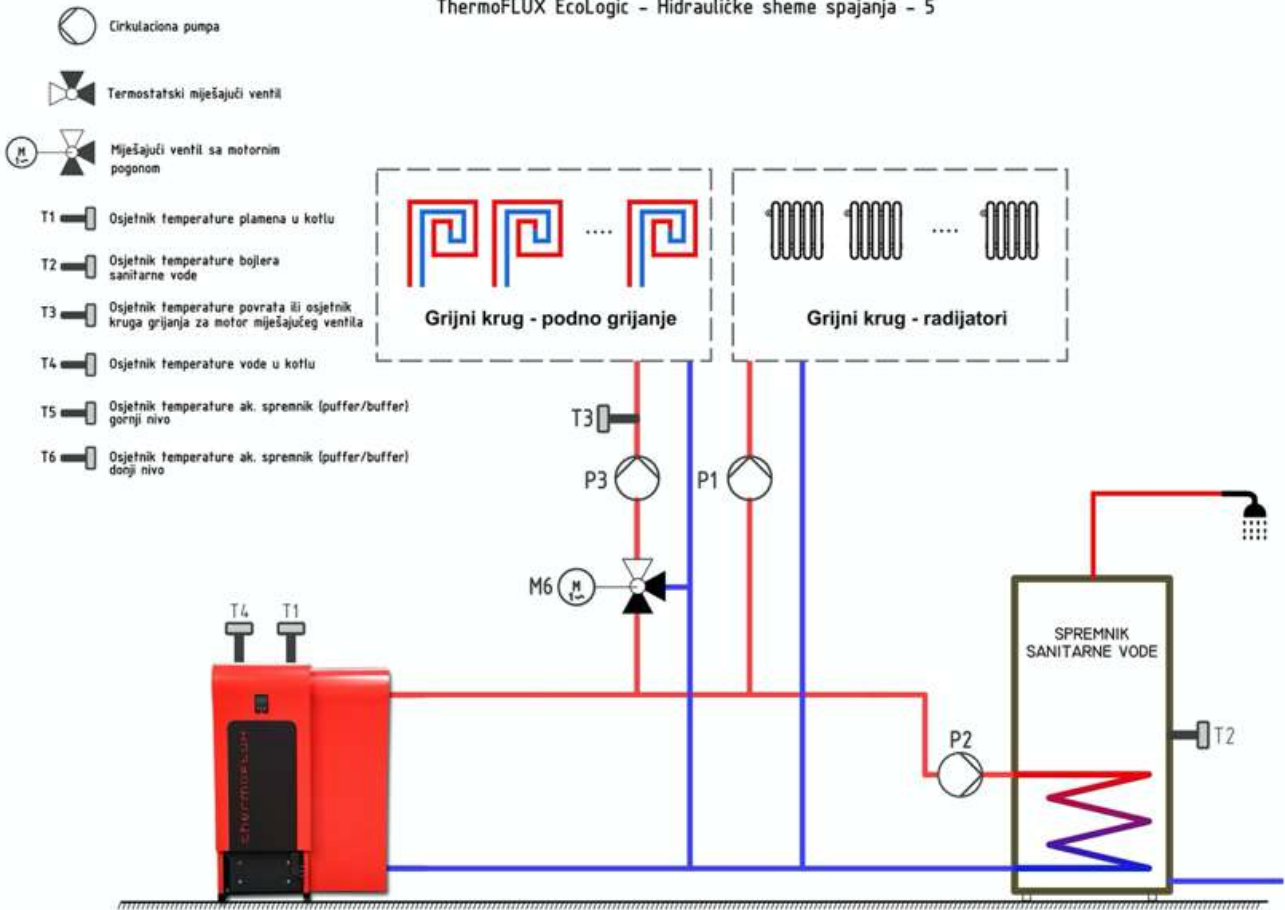 ThermoFLUX EcoLogic - Hidrauličke sheme spajanja - 5
Cirkulaciona pumpa
Termostatski miješajući ventil
M
1~
Miješajući ventil sa motornim
pogonom
T1
Osjetnik temperature plamena u kotlu
T2
Osjetnik temperature bojlera
sanitarne vode
T3
Osjetnik temperature povrata ili osjetnik
kruga grijanja za motor miješajućeg ventila
T4
Osjetnik temperature vode u kotlu
T5
Osjetnik temperature ak. spremnik (puffer/buffer)
gornji nivo
T6
Osjetnik temperature ak. spremnik (puffer/buffer)
donji nivo
....
Grijni krug - podno grijanje
....
Grijni krug - radijatori
T3
P3
P1
M6
M
1~
T4
T1
thermoFLUX
P2
SPREMNIK
SANITARNE VODE
T2